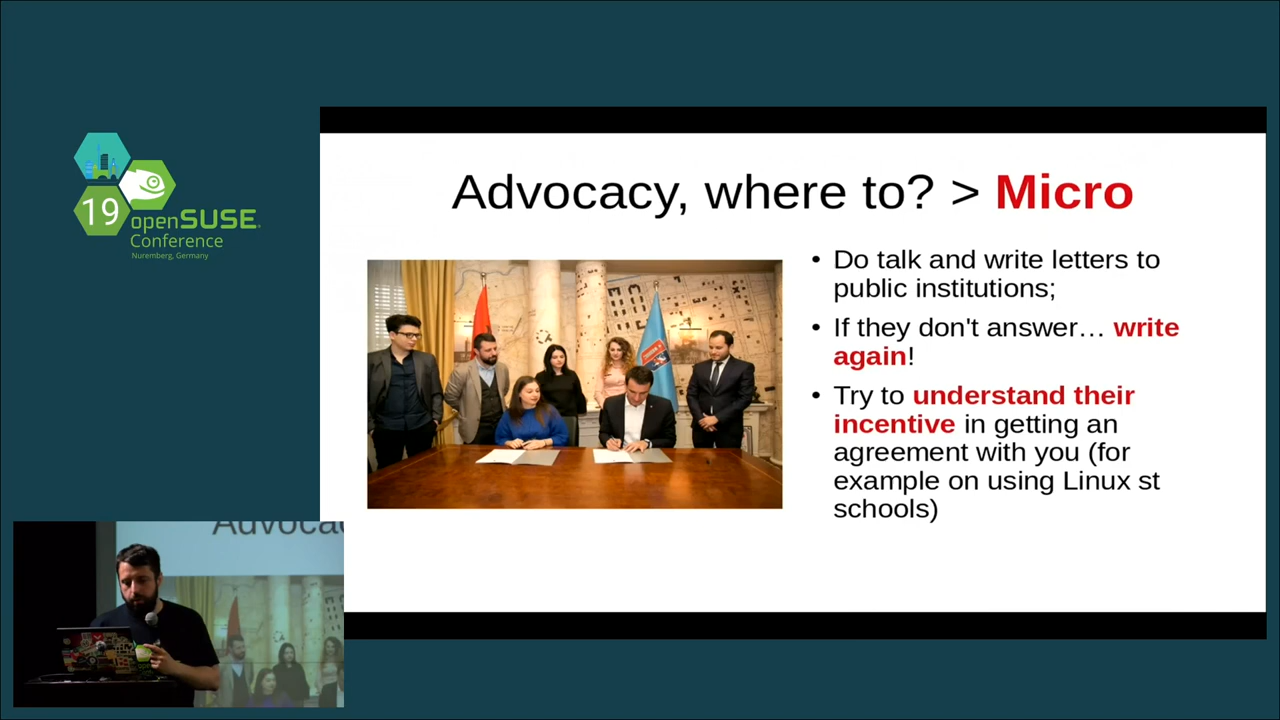 Advocacy, where to? > Micro
19
openSUSE
Conference
Nuremberg, Germany
• Do talk and write letters to
public institutions;
• If they don't answer… write
again!
• Try to understand their
incentive in getting an
agreement with you (for
example on using Linux st
schools)
Advoca